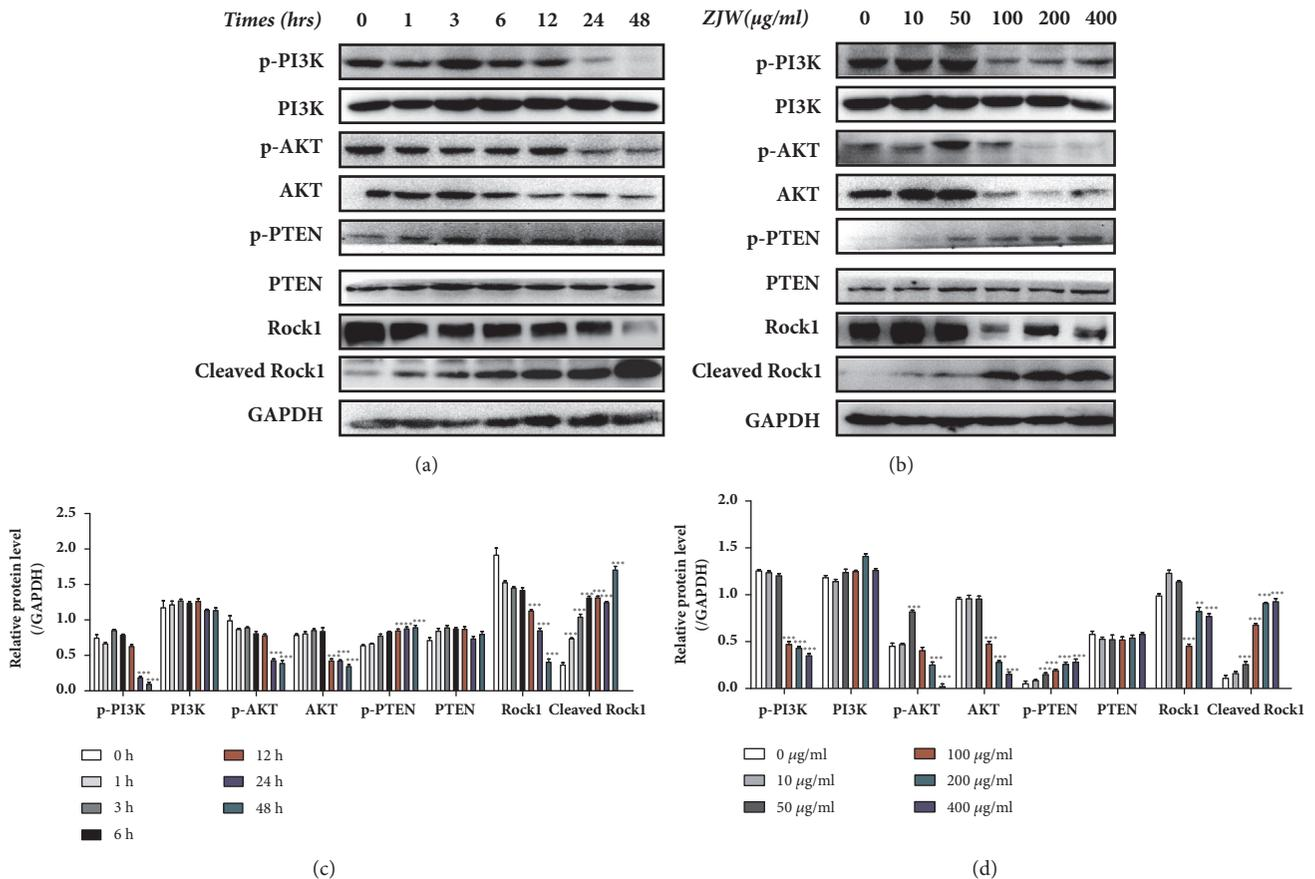 Times (hrs) 0 1 3 6 12 24 48
p-PI3K
PI3K
p-AKT
AKT
p-PTEN
PTEN
Rock1
Cleaved Rock1
GAPDH
(a)
ZJW(µg/ml) 0 10 50 100 200 400
p-PI3K
PI3K
p-AKT
AKT
p-PTEN
PTEN
Rock1
Cleaved Rock1
GAPDH
(b)
Relative protein level
(/GAPDH)
2.5
2.0
1.5
1.0
0.5
0.0
p-PI3K PI3K p-AKT AKT p-PTEN PTEN Rock1 Cleaved Rock1
0 h
1 h
3 h
6 h
12 h
24 h
48 h
(c)
Relative protein level
(/GAPDH)
2.0
1.5
1.0
0.5
0.0
p-PI3K PI3K p-AKT AKT p-PTEN PTEN Rock1 Cleaved Rock1
0 µg/ml
10 µg/ml
50 µg/ml
100 µg/ml
200 µg/ml
400 µg/ml
(d)